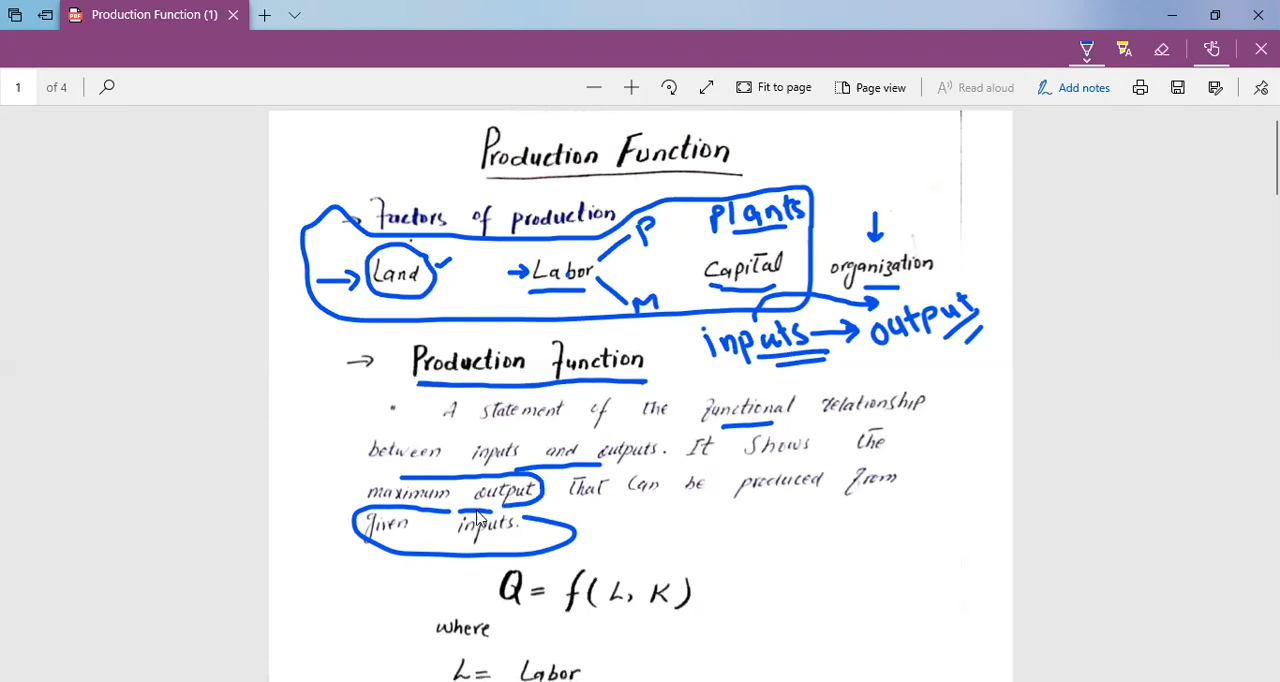 Production Function (1)
1 of 4
Fit to page
Page view
Read aloud
Add notes
Production Function
→ Factors of production
plants
P
→ Land → Labor Capital organization
M
inputs → output
→ Production Function
• A statement of the functional relationship
between inputs and outputs. It shows the
maximum output that can be produced from
given inputs.
Q = f(L, K)
where
L = Labor